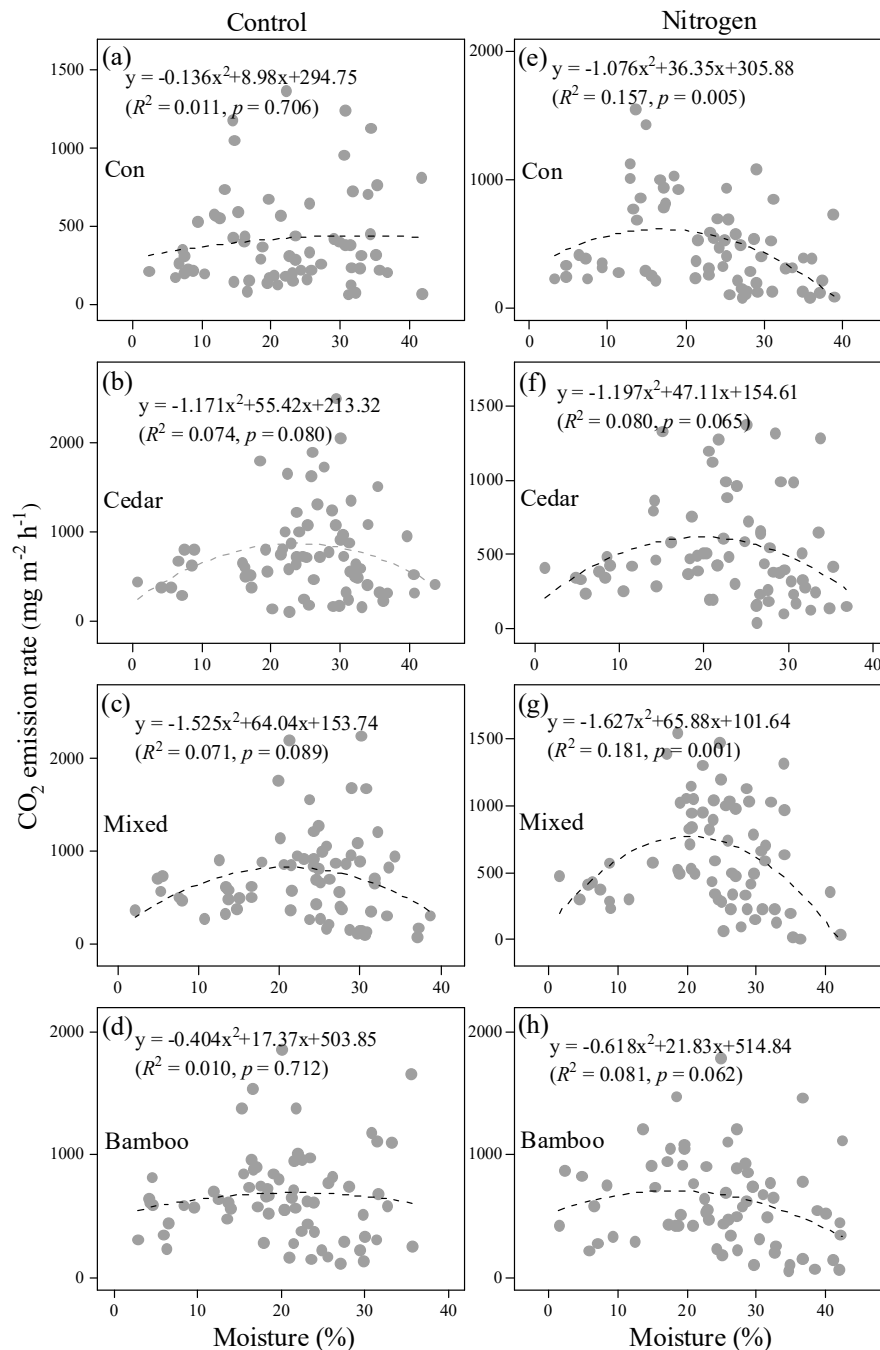 Control
Nitrogen
CO2 emission rate (mg m-2 h-1)
(a)
y = -0.136x2+8.98x+294.75
(R2 = 0.011, p = 0.706)
Con
1500
1000
500
0
0 10 20 30 40
(e)
y = -1.076x2+36.35x+305.88
(R2 = 0.157, p = 0.005)
Con
2000
1000
0
0 10 20 30 40
(b)
y = -1.171x2+55.42x+213.32
(R2 = 0.074, p = 0.080)
Cedar
2000
1000
0
0 10 20 30 40
(f)
y = -1.197x2+47.11x+154.61
(R2 = 0.080, p = 0.065)
Cedar
1500
1000
500
0
0 10 20 30 40
(c)
y = -1.525x2+64.04x+153.74
(R2 = 0.071, p = 0.089)
Mixed
2000
1000
0
0 10 20 30 40
(g)
y = -1.627x2+65.88x+101.64
(R2 = 0.181, p = 0.001)
Mixed
1500
1000
500
0
0 10 20 30 40
(d)
y = -0.404x2+17.37x+503.85
(R2 = 0.010, p = 0.712)
Bamboo
2000
1000
0
0 10 20 30 40
Moisture (%)
(h)
y = -0.618x2+21.83x+514.84
(R2 = 0.081, p = 0.062)
Bamboo
2000
1000
0
0 10 20 30 40
Moisture (%)